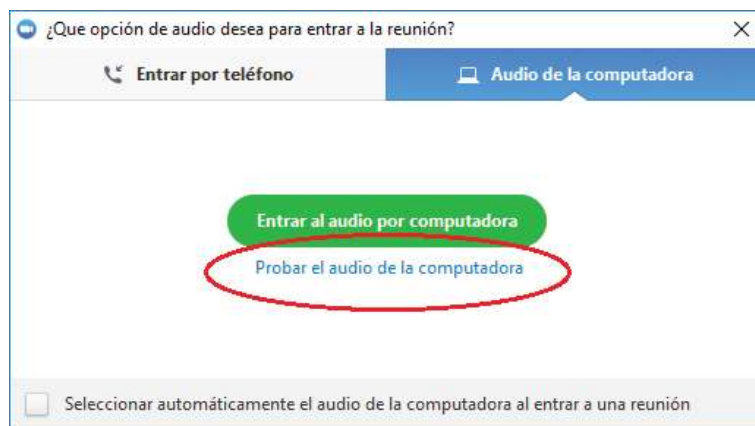 ¿Que opción de audio desea para entrar a la reunión?
Entrar por teléfono
Audio de la computadora
Entrar al audio por computadora
Probar el audio de la computadora
Seleccionar automáticamente el audio de la computadora al entrar a una reunión